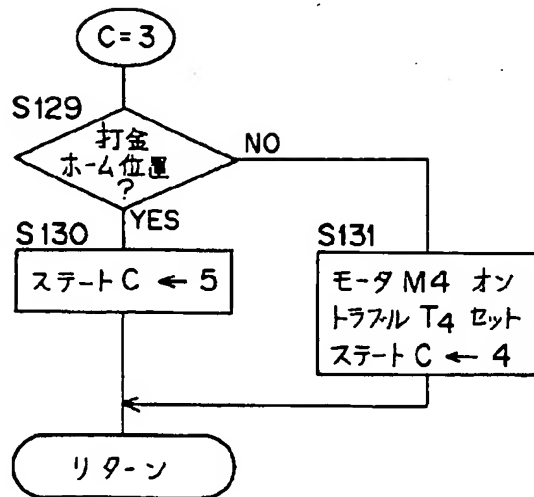 C=3
S129
打金
ホーム位置
?
NO
YES
S130
ステートC ← 5
S131
モータ M4 オン
トラブル T4 セット
ステートC ← 4
リターン